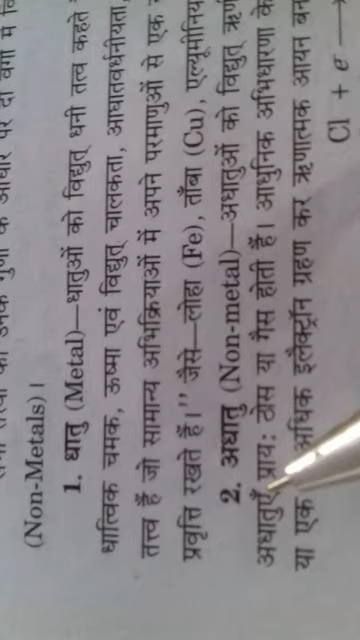 (Non-Metals)।
1. धातु (Metal)—धातुओं को विद्युत् धनी तत्व कहते
धात्विक चमक, ऊष्मा एवं विद्युत् चालकता, आघातवर्धनीयता,
तत्त्व हैं जो सामान्य अभिक्रियाओं में अपने परमाणुओं से एक
प्रवृत्ति रखते हैं।'' जैसे—लोहा (Fe), ताँबा (Cu), एल्यूमीनिय
2. अधातु (Non-metal)—अधातुओं को विद्युत् ऋणी
अधातुएँ प्रायः ठोस या गैस होती हैं। आधुनिक अभिधारणा के
या एक अधिक इलैक्ट्रॉन ग्रहण कर ऋणात्मक आयन बन
Cl + e ⟶